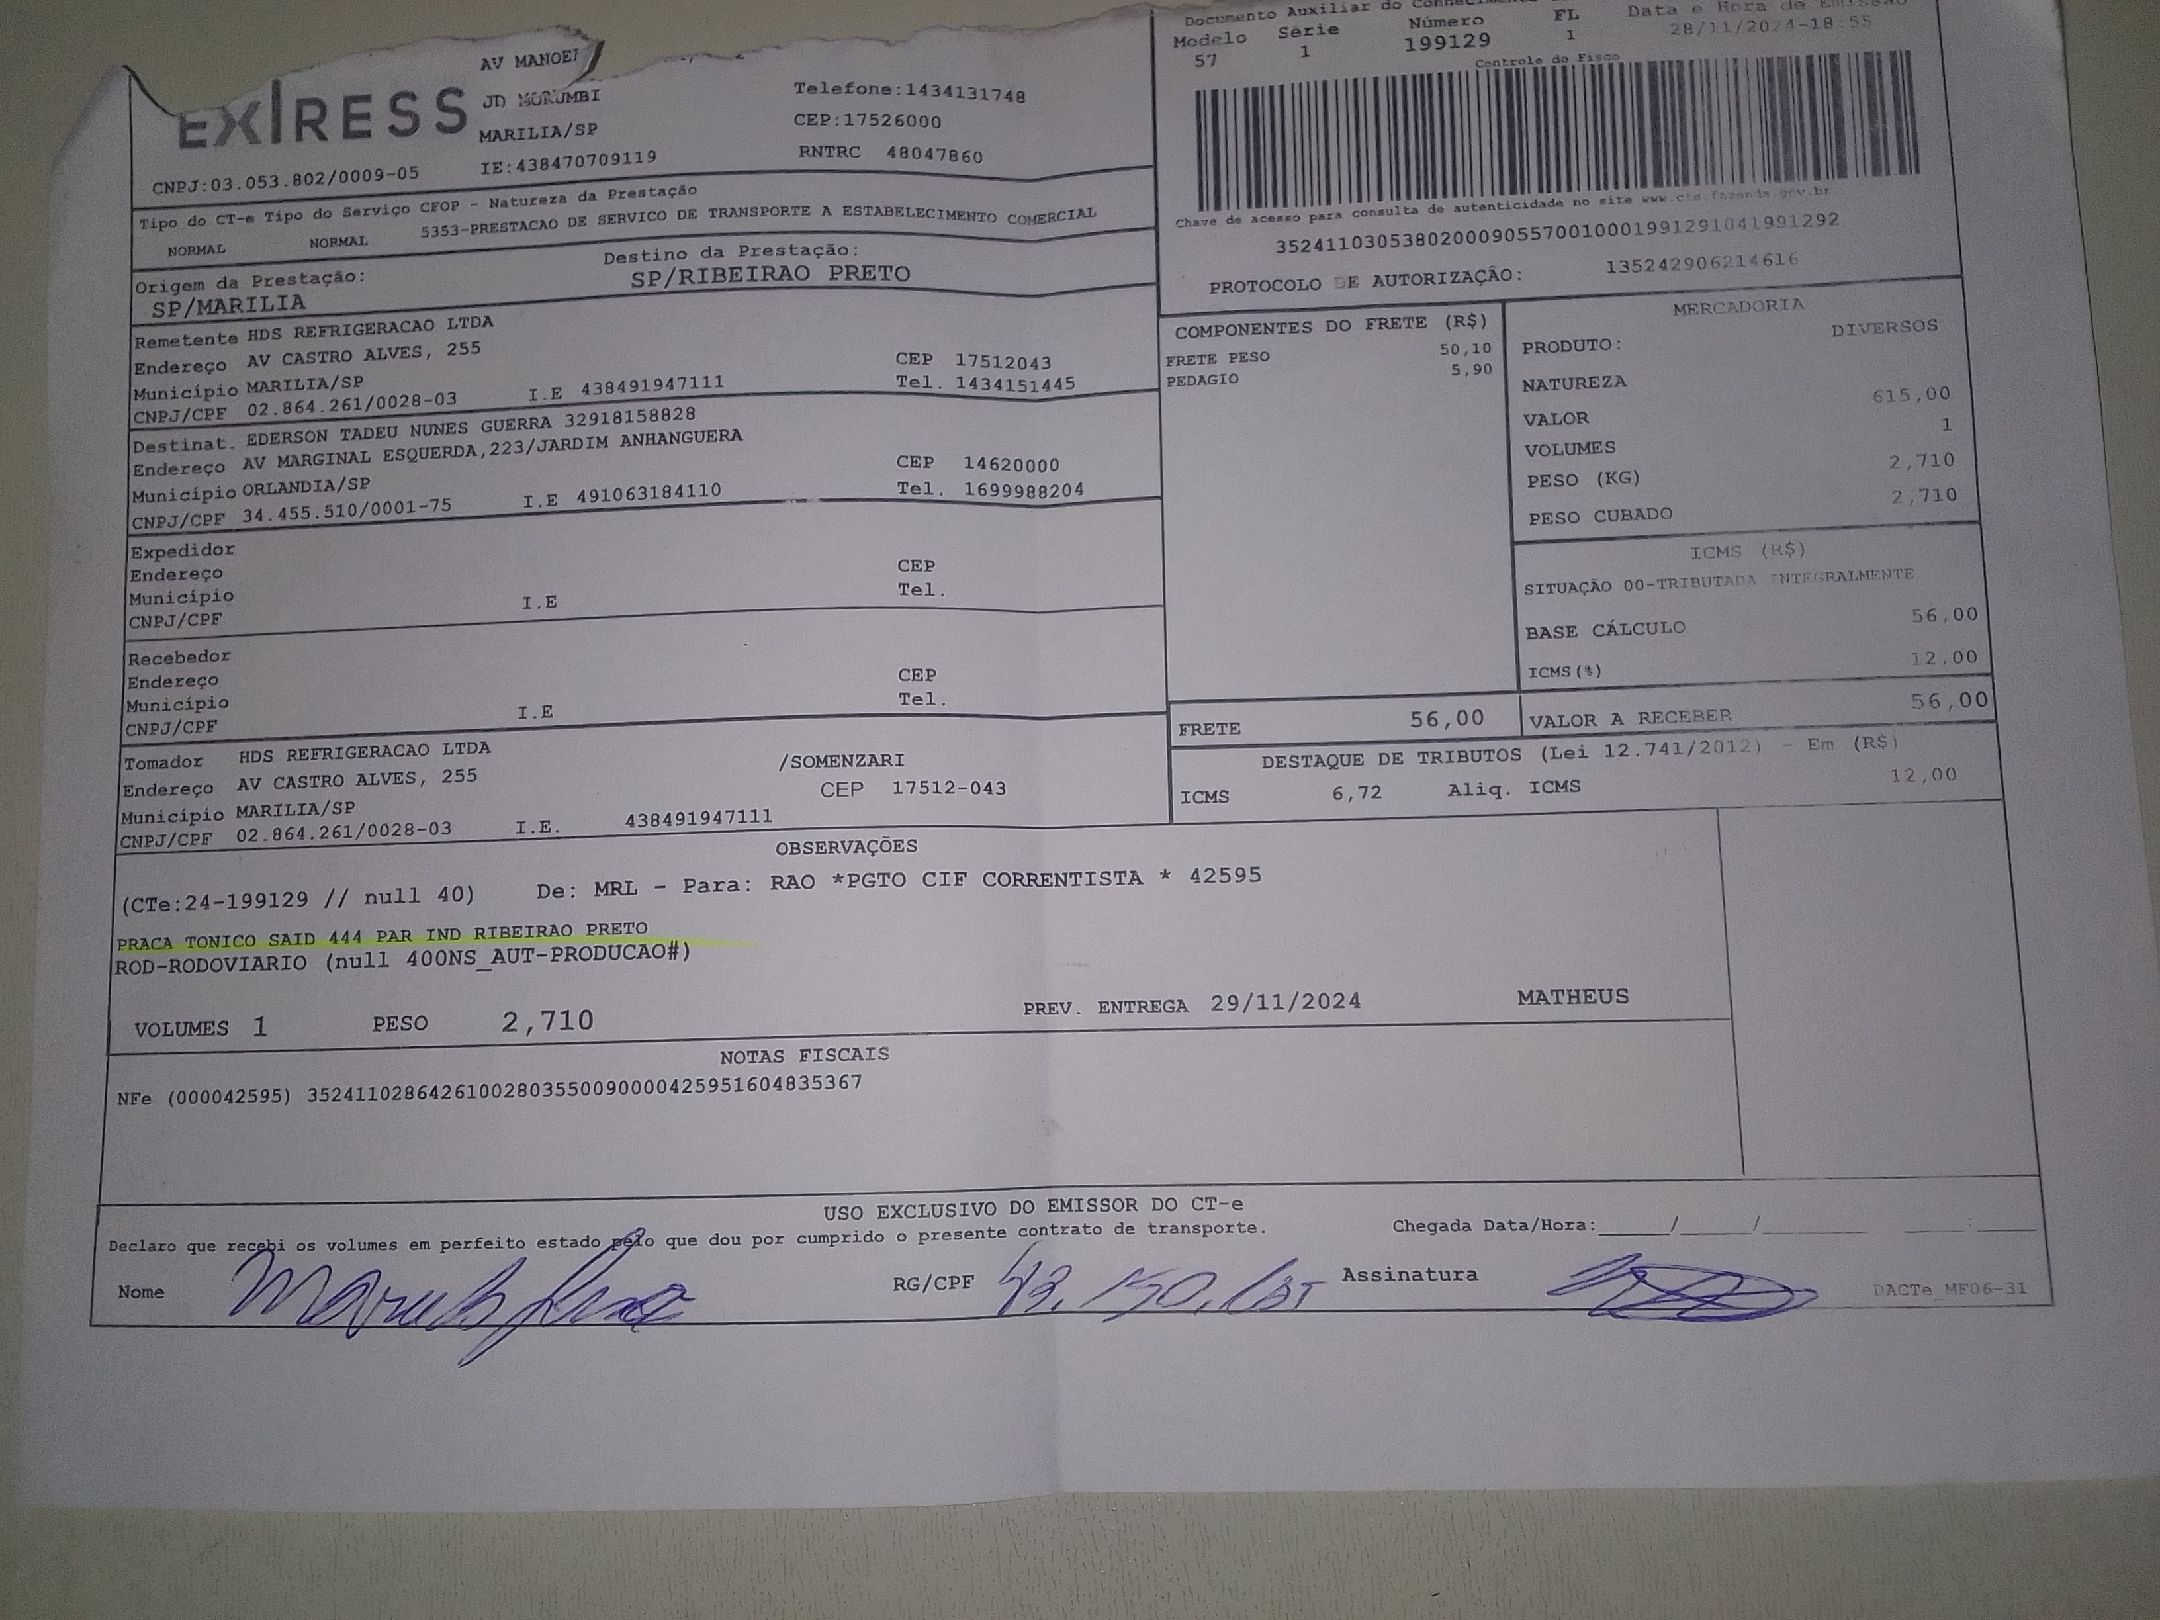 AV MANOEL
EXPRESS
JD MORUMBI
MARILIA/SP
Telefone:1434131748
CEP:17526000
CNPJ:03.053.802/0009-05
IE:438470709119
RNTRC 48047860
Documento Auxiliar do Conhecimento
Modelo Série Número FL Data e Hora de Emissão
57 1 199129 1 28/11/2024-18:55
Controle do Fisco
Chave de acesso para consulta de autenticidade no site www.cte.fazenda.gov.br
35241103053802000905570010001991291041991292
PROTOCOLO DE AUTORIZAÇÃO: 135242906214616
Tipo do CT-e Tipo do Serviço CFOP - Natureza da Prestação
NORMAL NORMAL 5353-PRESTACAO DE SERVICO DE TRANSPORTE A ESTABELECIMENTO COMERCIAL
Origem da Prestação: Destino da Prestação:
SP/MARILIA SP/RIBEIRAO PRETO
Remetente HDS REFRIGERACAO LTDA
Endereço AV CASTRO ALVES, 255 CEP 17512043
Município MARILIA/SP Tel. 1434151445
CNPJ/CPF 02.864.261/0028-03 I.E 438491947111
Destinat. EDERSON TADEU NUNES GUERRA 32918158828
Endereço AV MARGINAL ESQUERDA,223/JARDIM ANHANGUERA CEP 14620000
Município ORLANDIA/SP Tel. 1699988204
CNPJ/CPF 34.455.510/0001-75 I.E 491063184110
Expedidor
Endereço CEP
Município Tel.
CNPJ/CPF I.E
Recebedor
Endereço CEP
Município Tel.
CNPJ/CPF I.E
Tomador HDS REFRIGERACAO LTDA /SOMENZARI
Endereço AV CASTRO ALVES, 255 CEP 17512-043
Município MARILIA/SP
CNPJ/CPF 02.864.261/0028-03 I.E. 438491947111
COMPONENTES DO FRETE (R$)
FRETE PESO 50,10
PEDAGIO 5,90
MERCADORIA
PRODUTO: DIVERSOS
NATUREZA
VALOR 615,00
VOLUMES 1
PESO (KG) 2,710
PESO CUBADO 2,710
ICMS (R$)
SITUAÇÃO 00-TRIBUTADA INTEGRALMENTE
BASE CÁLCULO 56,00
ICMS(%) 12,00
FRETE 56,00 VALOR A RECEBER 56,00
DESTAQUE DE TRIBUTOS (Lei 12.741/2012) - Em (R$)
ICMS 6,72 Aliq. ICMS 12,00
OBSERVAÇÕES
(CTe:24-199129 // null 40) De: MRL - Para: RAO *PGTO CIF CORRENTISTA * 42595
PRACA TONICO SAID 444 PAR IND RIBEIRAO PRETO
ROD-RODOVIARIO (null 400NS_AUT-PRODUCAO#)
VOLUMES 1 PESO 2,710 PREV. ENTREGA 29/11/2024 MATHEUS
NOTAS FISCAIS
NFe (000042595) 35241102864261002803550090000425951604835367
USO EXCLUSIVO DO EMISSOR DO CT-e
Declaro que recebi os volumes em perfeito estado pelo que dou por cumprido o presente contrato de transporte. Chegada Data/Hora:____/____/______ ____:____
Nome RG/CPF Assinatura DACTe_MF06-31